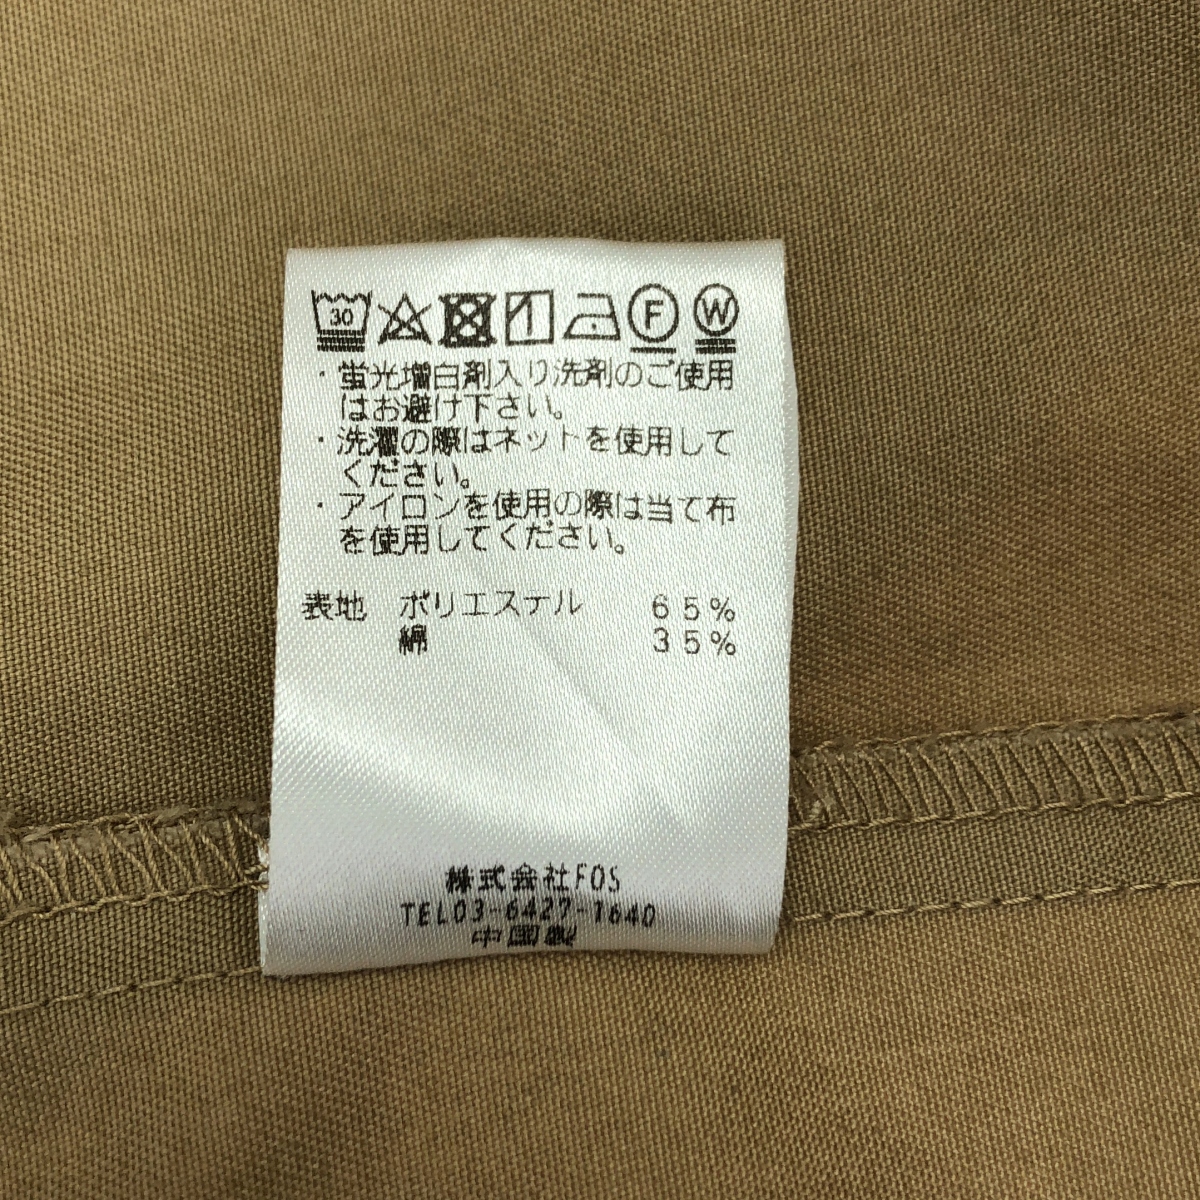 30 F W
・蛍光増白剤入り洗剤のご使用
はお避け下さい。
・洗濯の際はネットを使用して
ください。
・アイロンを使用の際は当て布
を使用してください。
表地 ポリエステル 65%
綿 35%
株式会社FOS
TEL03-6427-1640
中国製